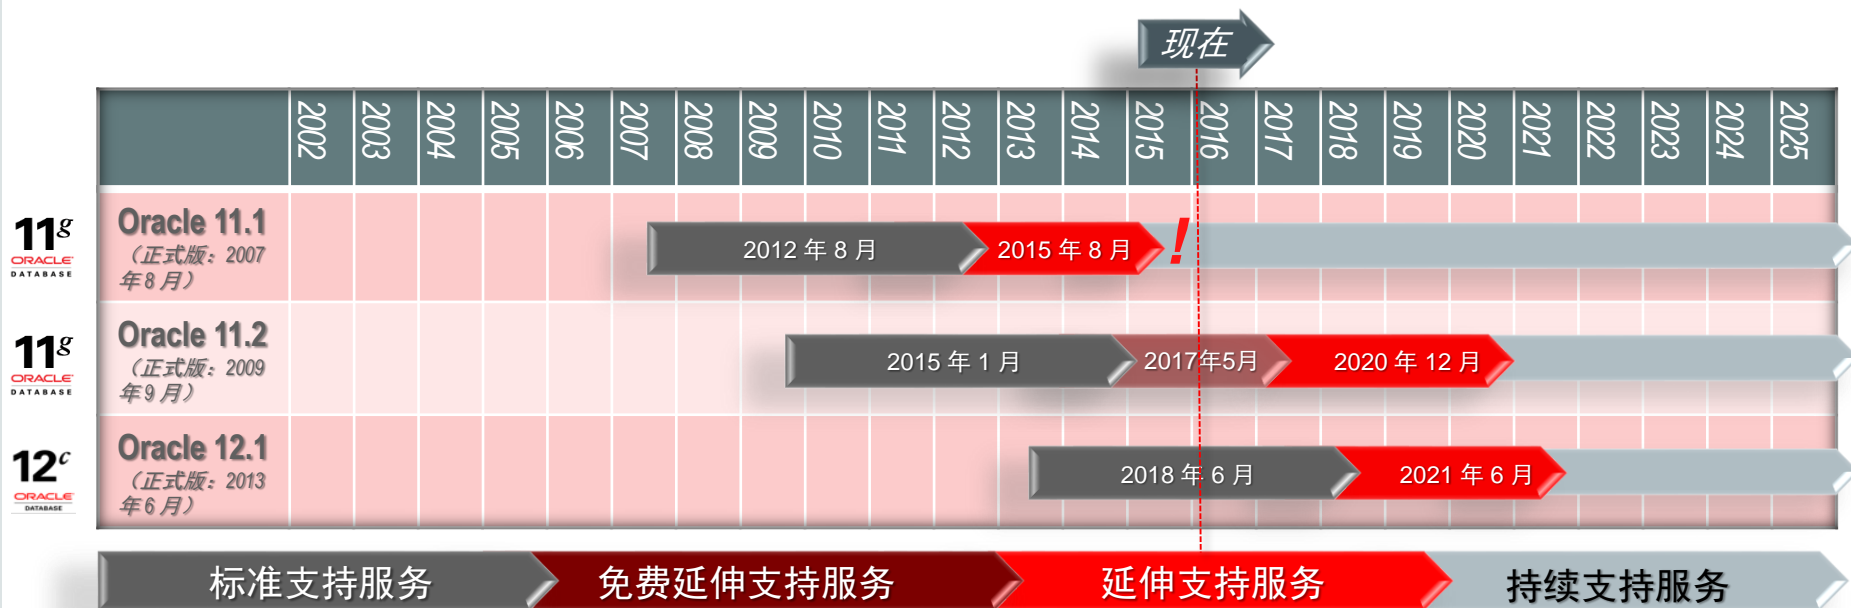 现在
2002 2003 2004 2005 2006 2007 2008 2009 2010 2011 2012 2013 2014 2015 2016 2017 2018 2019 2020 2021 2022 2023 2024 2025
11g
ORACLE
DATABASE
Oracle 11.1
（正式版：2007
年8月）
2012 年 8 月
2015 年 8 月
!
11g
ORACLE
DATABASE
Oracle 11.2
（正式版：2009
年9月）
2015 年 1 月
2017年5月
2020 年 12 月
12c
ORACLE
DATABASE
Oracle 12.1
（正式版：2013
年6月）
2018 年 6 月
2021 年 6 月
标准支持服务
免费延伸支持服务
延伸支持服务
持续支持服务